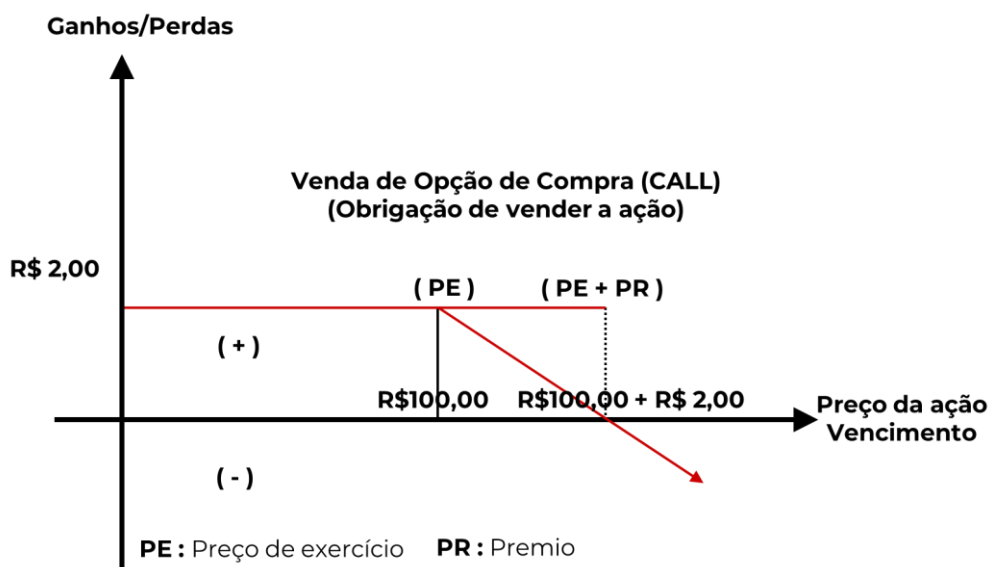 Ganhos/Perdas
Venda de Opção de Compra (CALL)
(Obrigação de vender a ação)
R$ 2,00
( PE )
( PE + PR )
( + )
R$100,00
R$100,00 + R$ 2,00
Preço da ação
Vencimento
( - )
PE : Preço de exercício
PR : Premio